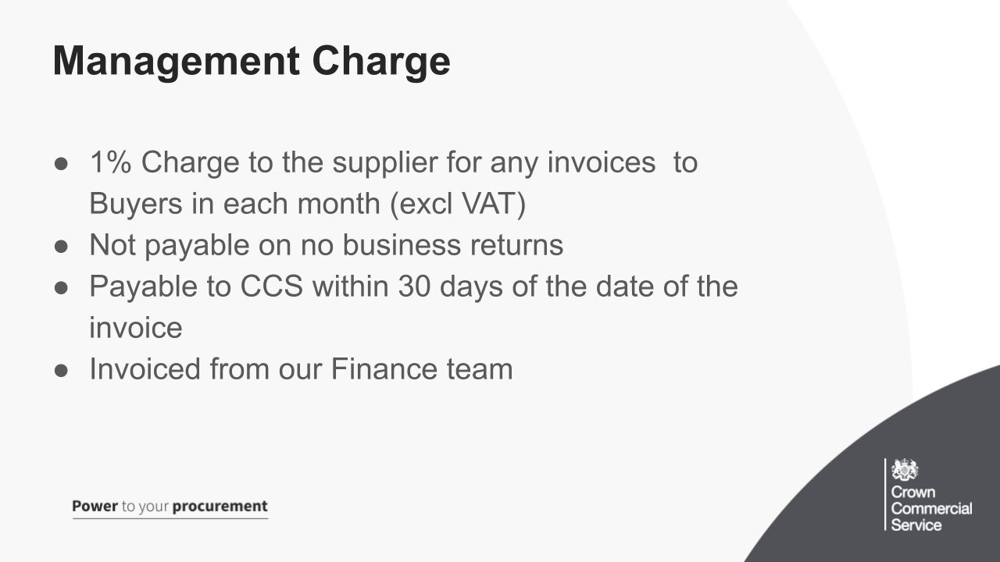 Management Charge
● 1% Charge to the supplier for any invoices  to
Buyers in each month (excl VAT)
● Not payable on no business returns
● Payable to CCS within 30 days of the date of the
invoice
● Invoiced from our Finance team
Power to your procurement
Crown
Commercial
Service